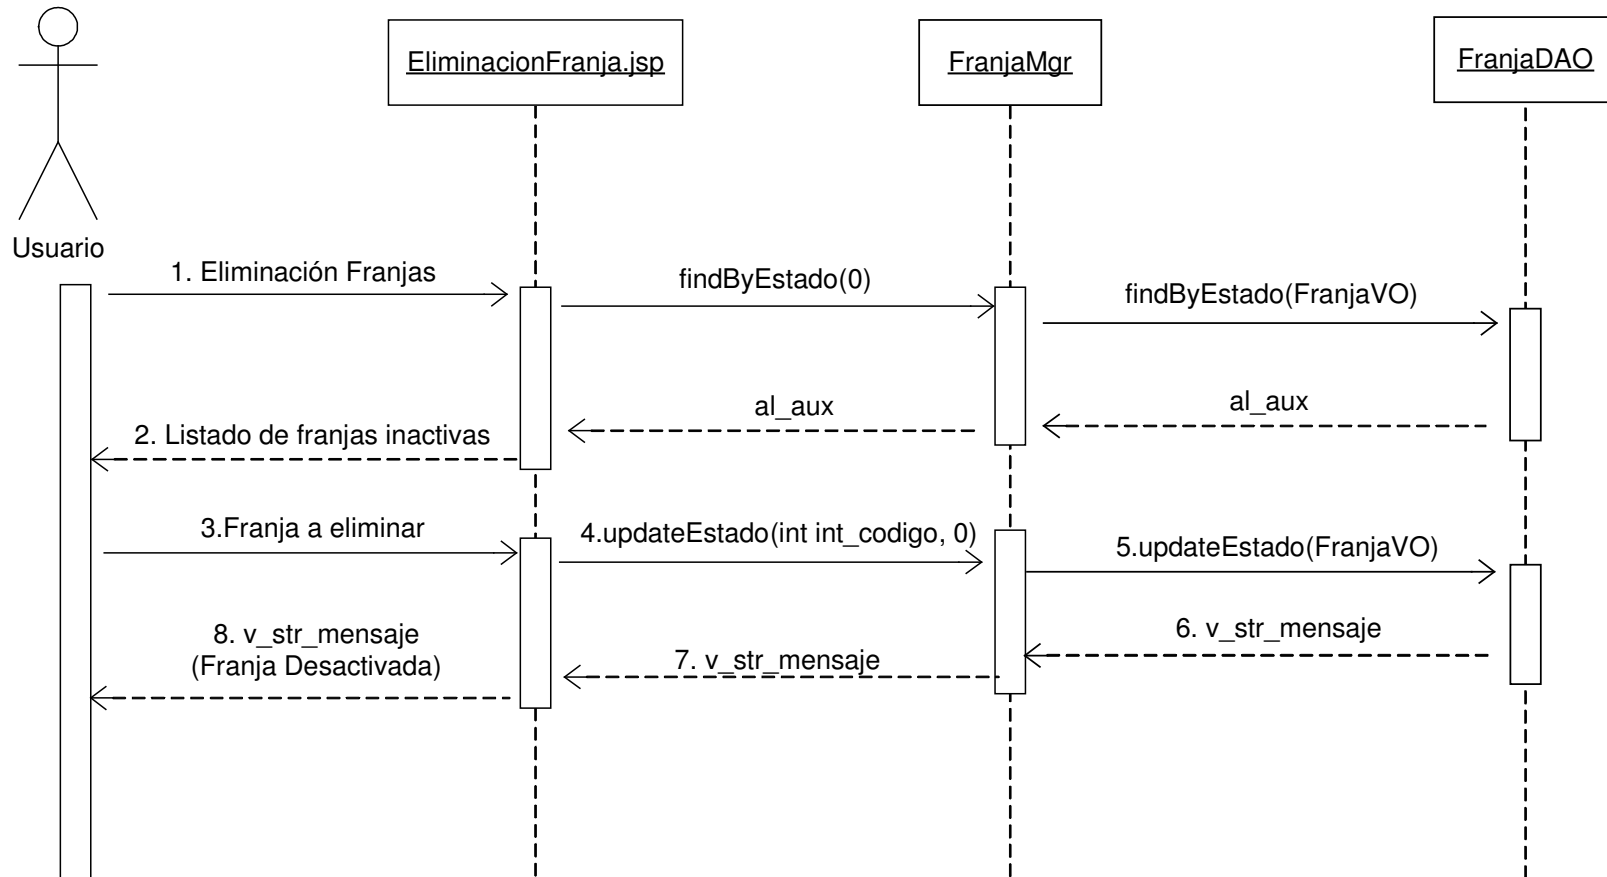 EliminacionFranja.jsp
FranjaMgr
FranjaDAO
Usuario
1. Eliminación Franjas
findByEstado(0)
findByEstado(FranjaVO)
al_aux
al_aux
2. Listado de franjas inactivas
3.Franja a eliminar
4.updateEstado(int int_codigo, 0)
5.updateEstado(FranjaVO)
6. v_str_mensaje
7. v_str_mensaje
8. v_str_mensaje
(Franja Desactivada)